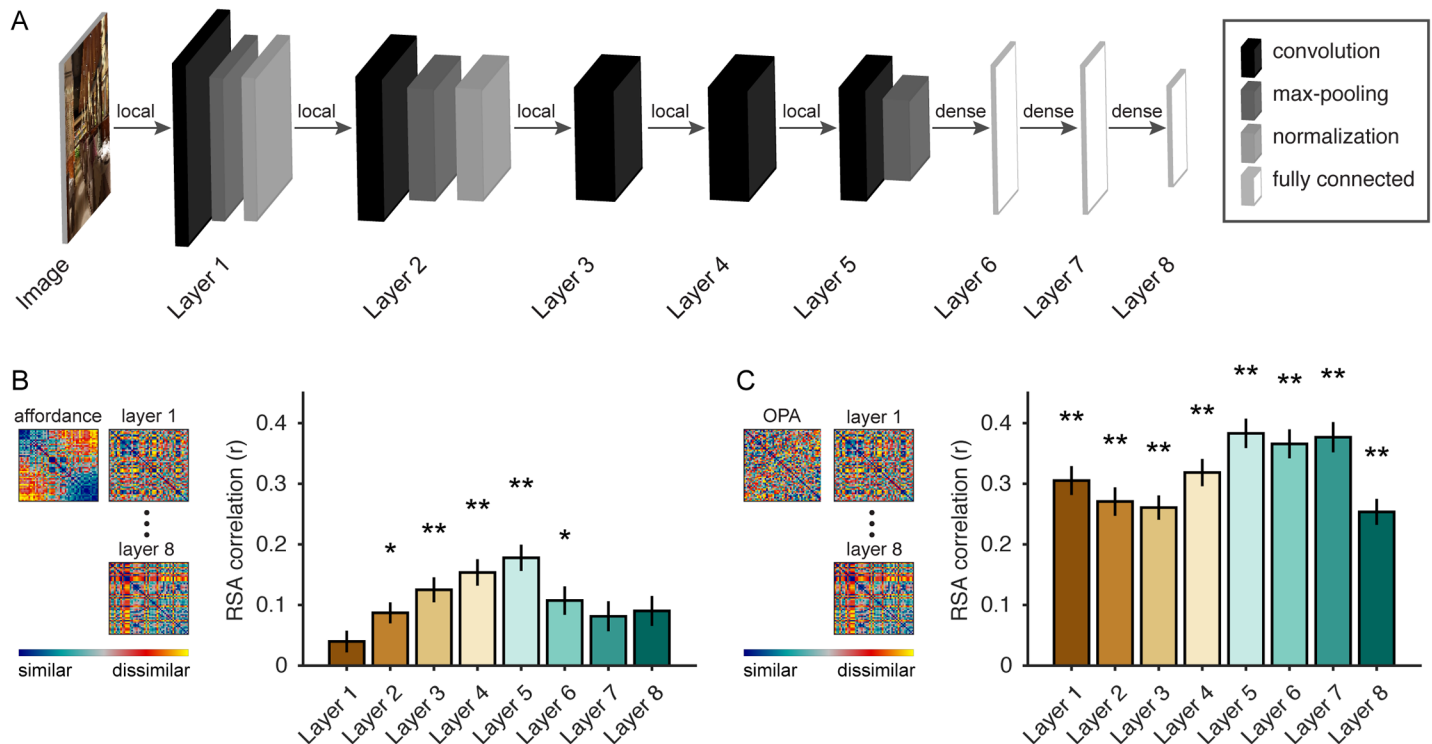 A
local
local
local
local
local
dense
dense
dense
convolution
max-pooling
normalization
fully connected
Image
Layer 1
Layer 2
Layer 3
Layer 4
Layer 5
Layer 6
Layer 7
Layer 8
B
affordance
layer 1
layer 8
similar
dissimilar
RSA correlation (r)
0.4
0.3
0.2
0.1
0
*
**
**
**
*
Layer 1
Layer 2
Layer 3
Layer 4
Layer 5
Layer 6
Layer 7
Layer 8
C
OPA
layer 1
layer 8
similar
dissimilar
RSA correlation (r)
0.4
0.3
0.2
0.1
0
**
**
**
**
**
**
**
**
Layer 1
Layer 2
Layer 3
Layer 4
Layer 5
Layer 6
Layer 7
Layer 8